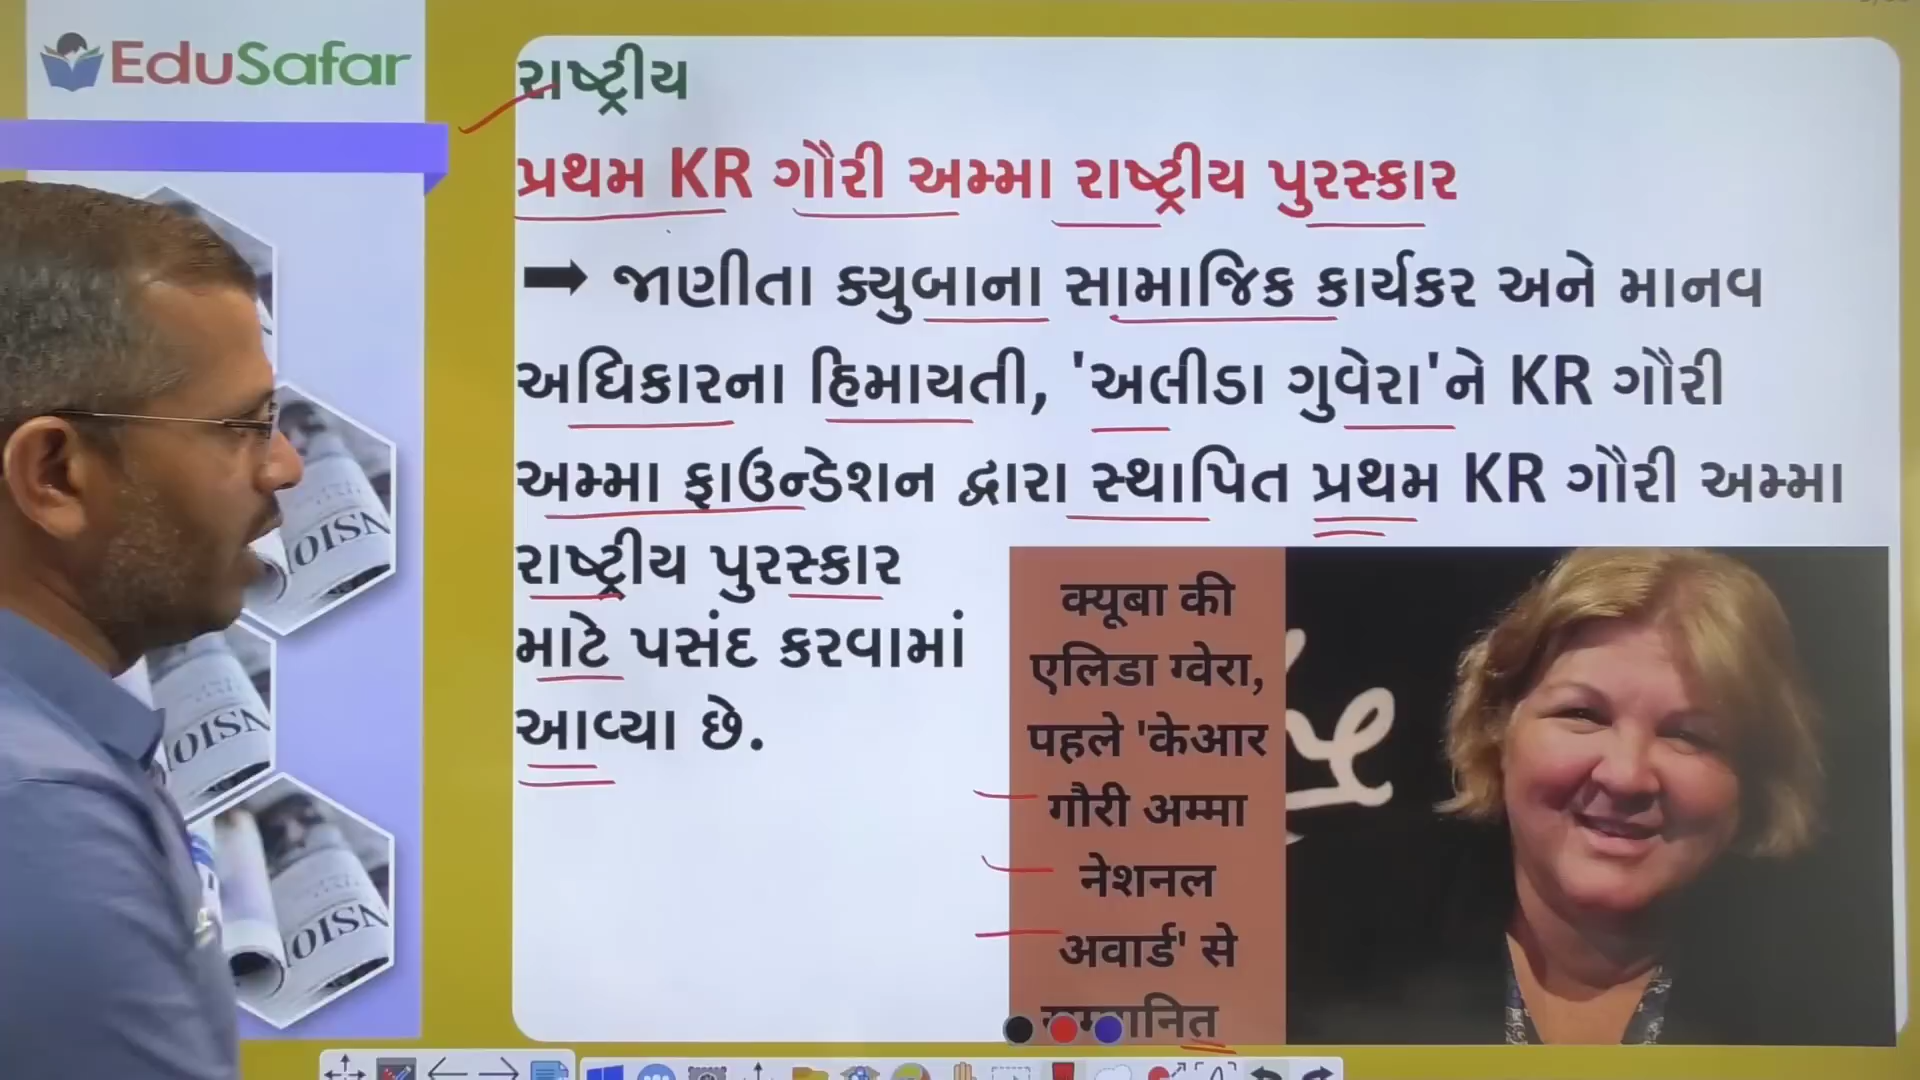 EduSafar
રાષ્ટ્રીય
પ્રથમ KR ગૌરી અમ્મા રાષ્ટ્રીય પુરસ્કાર
➡ જાણીતા ક્યુબાના સામાજિક કાર્યકર અને માનવ
અધિકારના હિમાયતી, 'અલીડા ગુવેરા'ને KR ગૌરી
અમ્મા ફાઉન્ડેશન દ્વારા સ્થાપિત પ્રથમ KR ગૌરી અમ્મા
રાષ્ટ્રીય પુરસ્કાર
માટે પસંદ કરવામાં
આવ્યા છે.
क्यूबा की
एलिडा ग्वेरा,
पहले 'केआर
गौरी अम्मा
नेशनल
अवार्ड' से